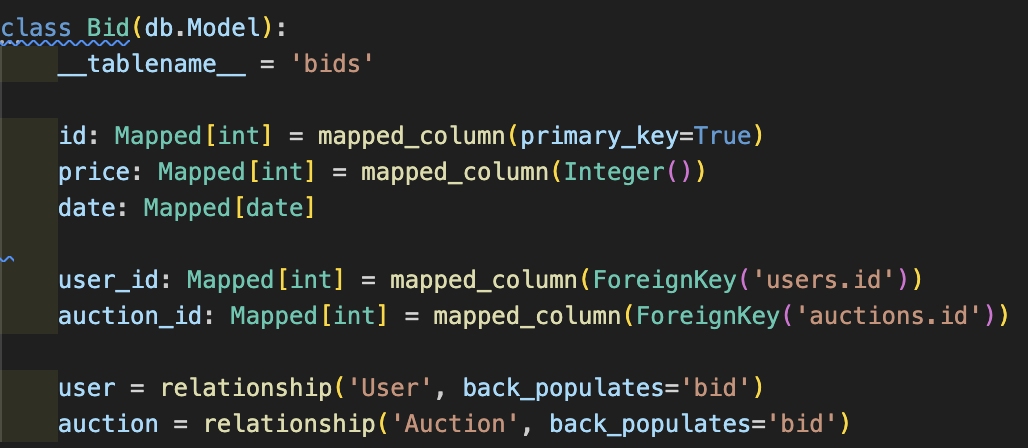 class Bid(db.Model):
    __tablename__ = 'bids'

    id: Mapped[int] = mapped_column(primary_key=True)
    price: Mapped[int] = mapped_column(Integer())
    date: Mapped[date]

    user_id: Mapped[int] = mapped_column(ForeignKey('users.id'))
    auction_id: Mapped[int] = mapped_column(ForeignKey('auctions.id'))

    user = relationship('User', back_populates='bid')
    auction = relationship('Auction', back_populates='bid')